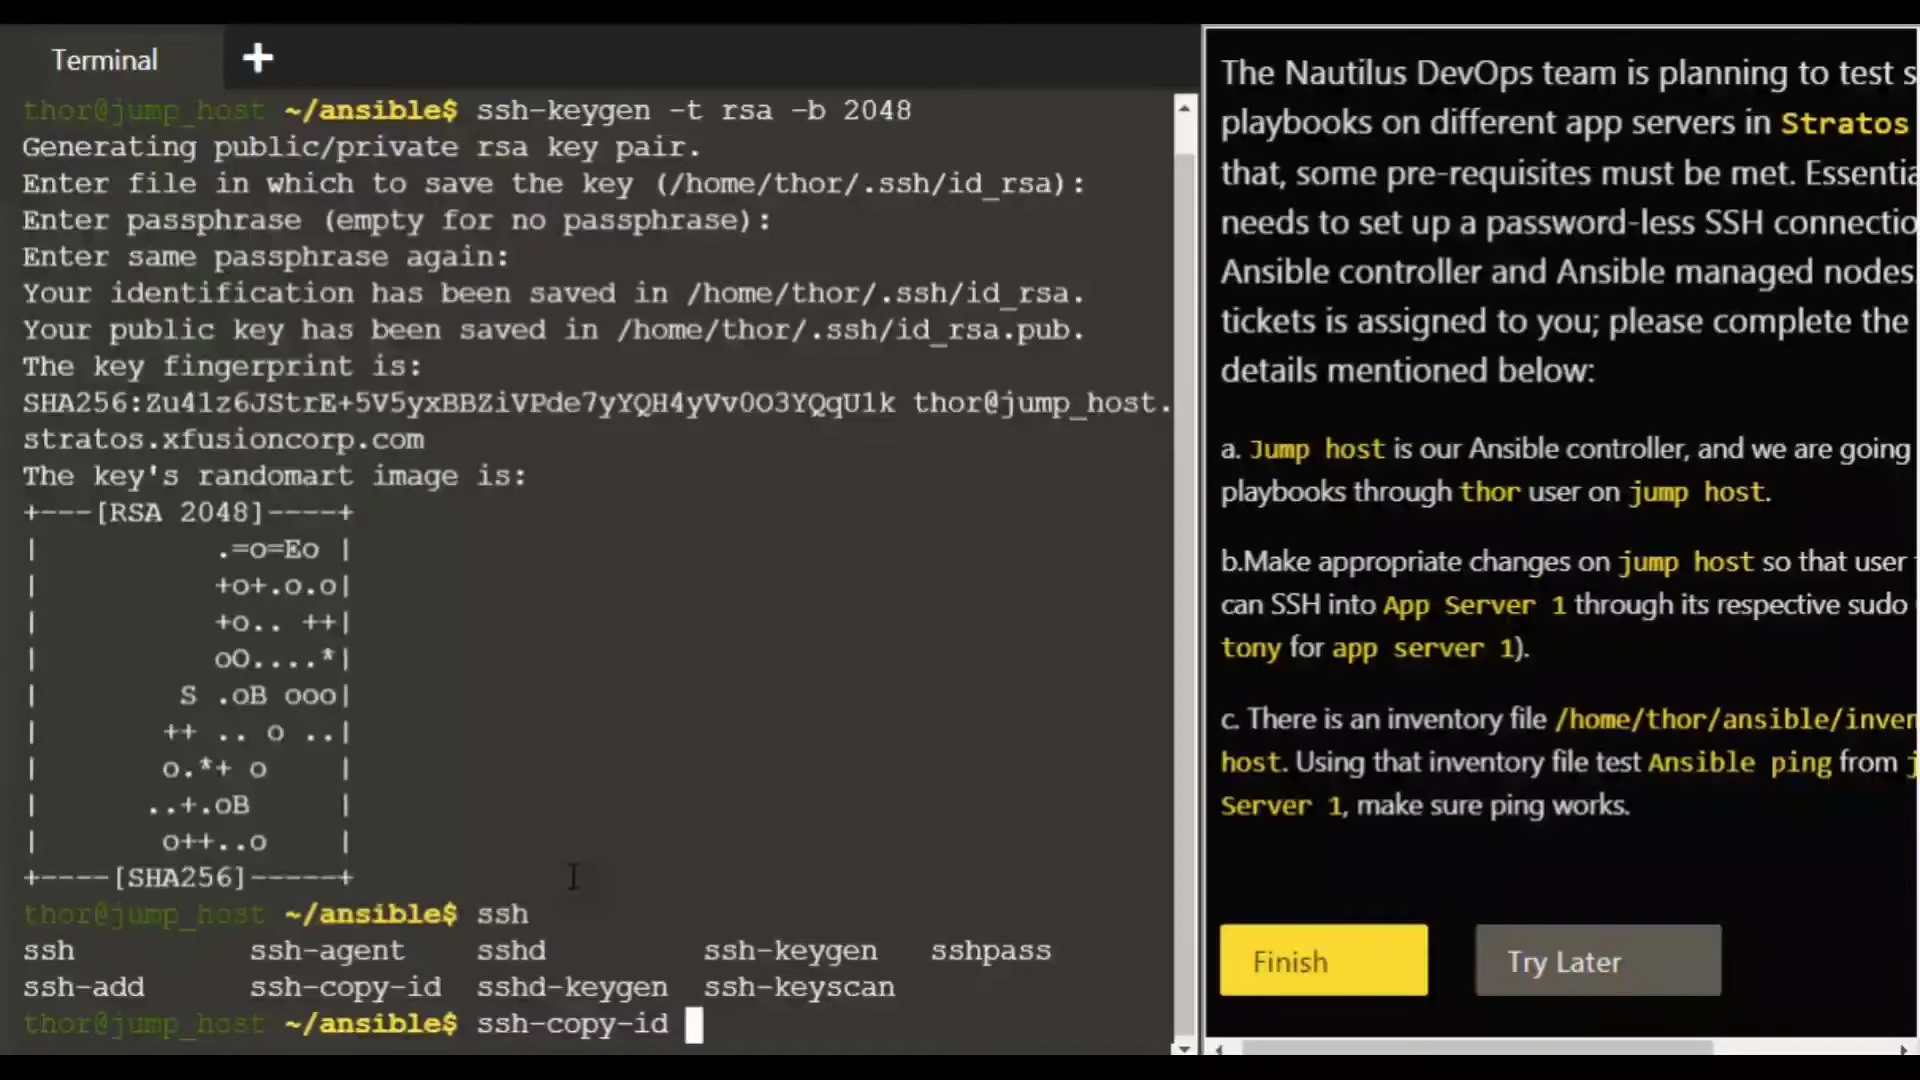 Terminal +
thor@jump_host ~/ansible$ ssh-keygen -t rsa -b 2048
Generating public/private rsa key pair.
Enter file in which to save the key (/home/thor/.ssh/id_rsa):
Enter passphrase (empty for no passphrase):
Enter same passphrase again:
Your identification has been saved in /home/thor/.ssh/id_rsa.
Your public key has been saved in /home/thor/.ssh/id_rsa.pub.
The key fingerprint is:
SHA256:Zu41z6JStrE+5V5yxBBZiVPde7yYQH4yVv0O3YQqU1k thor@jump_host.
stratos.xfusioncorp.com
The key's randomart image is:
+---[RSA 2048]----+
|          .=o=Eo |
|          +o+.o.o|
|          +o.. ++|
|          oO....*|
|        S .oB ooo|
|       ++ .. o ..|
|       o.*+ o    |
|      ..+.oB     |
|       o++..o    |
+----[SHA256]-----+
thor@jump_host ~/ansible$ ssh
ssh          ssh-agent    sshd         ssh-keygen   sshpass
ssh-add      ssh-copy-id  sshd-keygen  ssh-keyscan
thor@jump_host ~/ansible$ ssh-copy-id
The Nautilus DevOps team is planning to test s
playbooks on different app servers in Stratos
that, some pre-requisites must be met. Essentia
needs to set up a password-less SSH connectio
Ansible controller and Ansible managed nodes.
tickets is assigned to you; please complete the
details mentioned below:
a. Jump host is our Ansible controller, and we are going
playbooks through thor user on jump host.
b.Make appropriate changes on jump host so that user
can SSH into App Server 1 through its respective sudo
tony for app server 1).
c. There is an inventory file /home/thor/ansible/inven
host. Using that inventory file test Ansible ping from j
Server 1, make sure ping works.
Finish
Try Later